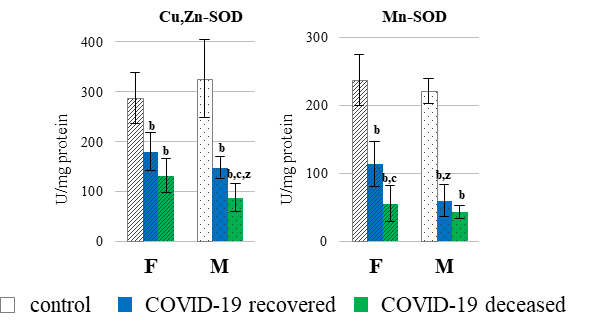 Cu,Zn-SOD
U/mg protein
400
300
200
100
0
b
b
b
b,c,z
F
M
Mn-SOD
U/mg protein
300
200
100
0
b
b,c
b,z
b
F
M
control
COVID-19 recovered
COVID-19 deceased